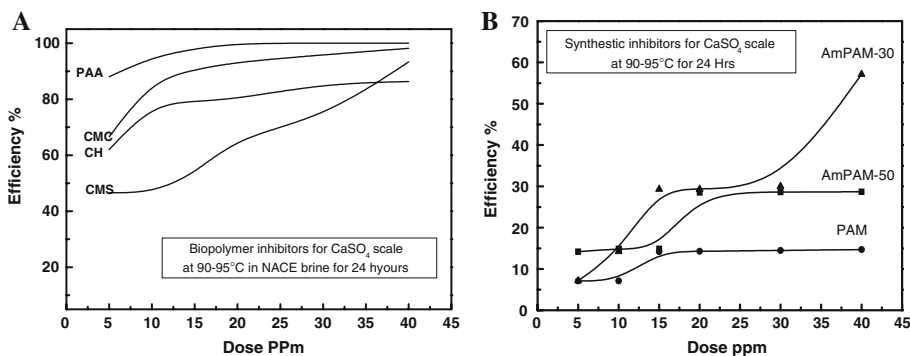 A
Efficiency %
100
80
60
40
20
PAA
CMC
CH
CMS
Biopolymer inhibitors for CaSO4 scale
at 90-95°C in NACE brine for 24 hyours
0 5 10 15 20 25 30 35 40 45
Dose PPm
B
Efficiency %
70
60
50
40
30
20
10
0
Synthestic inhibitors for CaSO4 scale
at 90-95°C for 24 Hrs
AmPAM-30
AmPAM-50
PAM
0 5 10 15 20 25 30 35 40 45
Dose ppm